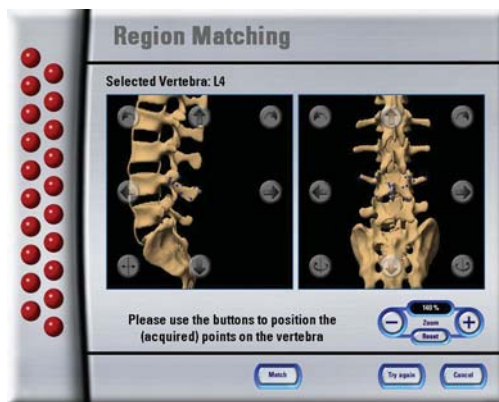 Region Matching
Selected Vertebra: L4
Please use the buttons to position the
(acquired) points on the vertebra
140 %
Zoom
Reset
Match
Try again
Cancel